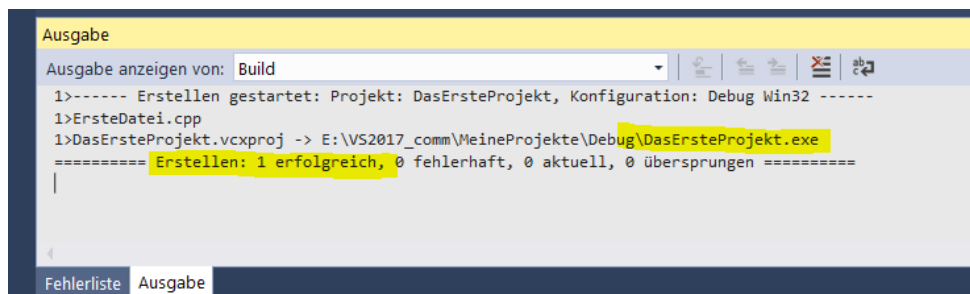 Ausgabe
Ausgabe anzeigen von: Build
1>------ Erstellen gestartet: Projekt: DasErsteProjekt, Konfiguration: Debug Win32 ------
1>ErsteDatei.cpp
1>DasErsteProjekt.vcxproj -> E:\VS2017_comm\MeineProjekte\Debug\DasErsteProjekt.exe
========== Erstellen: 1 erfolgreich, 0 fehlerhaft, 0 aktuell, 0 übersprungen ==========
Fehlerliste Ausgabe